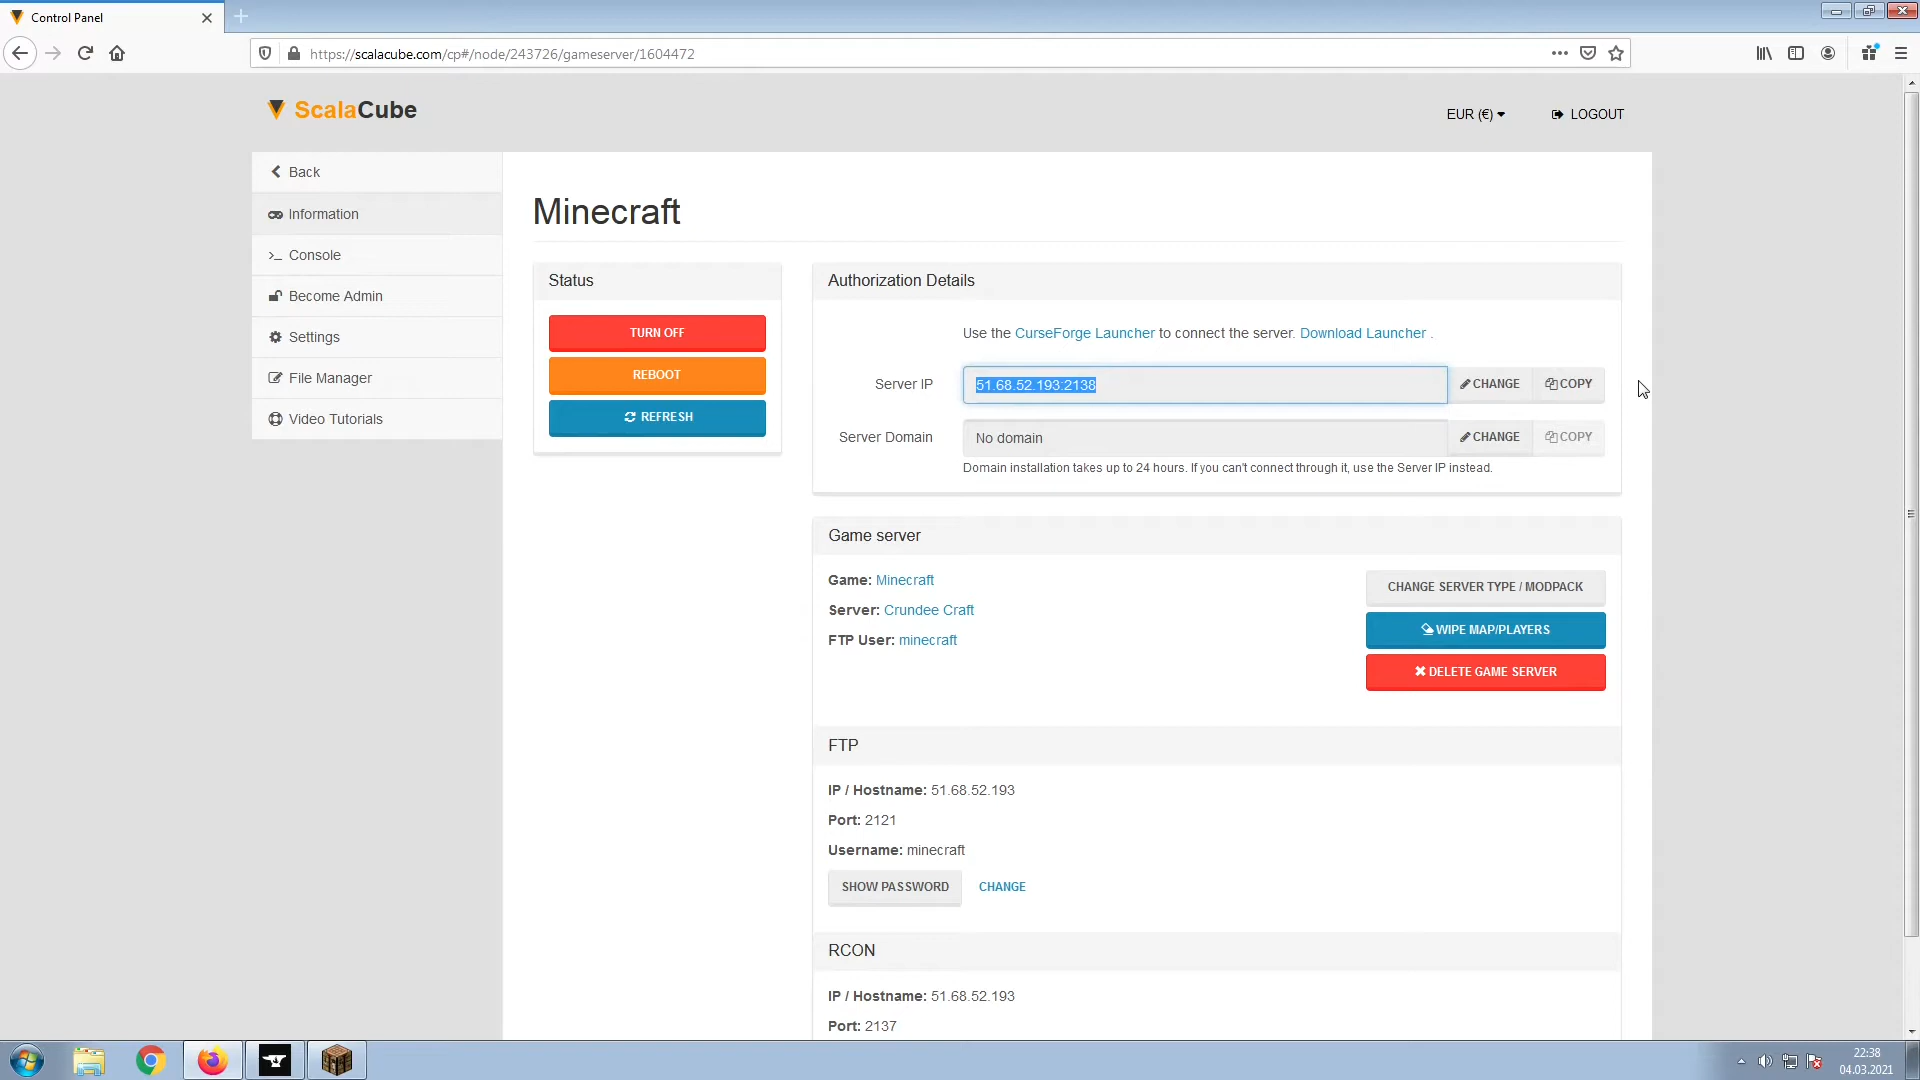 Control Panel
https://scalacube.com/cp#/node/243726/gameserver/1604472
ScalaCube
EUR (€)
LOGOUT
Back
Information
Console
Become Admin
Settings
File Manager
Video Tutorials
Minecraft
Status
TURN OFF
REBOOT
REFRESH
Authorization Details
Use the CurseForge Launcher to connect the server. Download Launcher .
Server IP
51.68.52.193:2138
CHANGE
COPY
Server Domain
No domain
CHANGE
COPY
Domain installation takes up to 24 hours. If you can't connect through it, use the Server IP instead.
Game server
Game: Minecraft
Server: Crundee Craft
FTP User: minecraft
CHANGE SERVER TYPE / MODPACK
WIPE MAP/PLAYERS
DELETE GAME SERVER
FTP
IP / Hostname: 51.68.52.193
Port: 2121
Username: minecraft
SHOW PASSWORD
CHANGE
RCON
IP / Hostname: 51.68.52.193
Port: 2137
22:38
04.03.2021